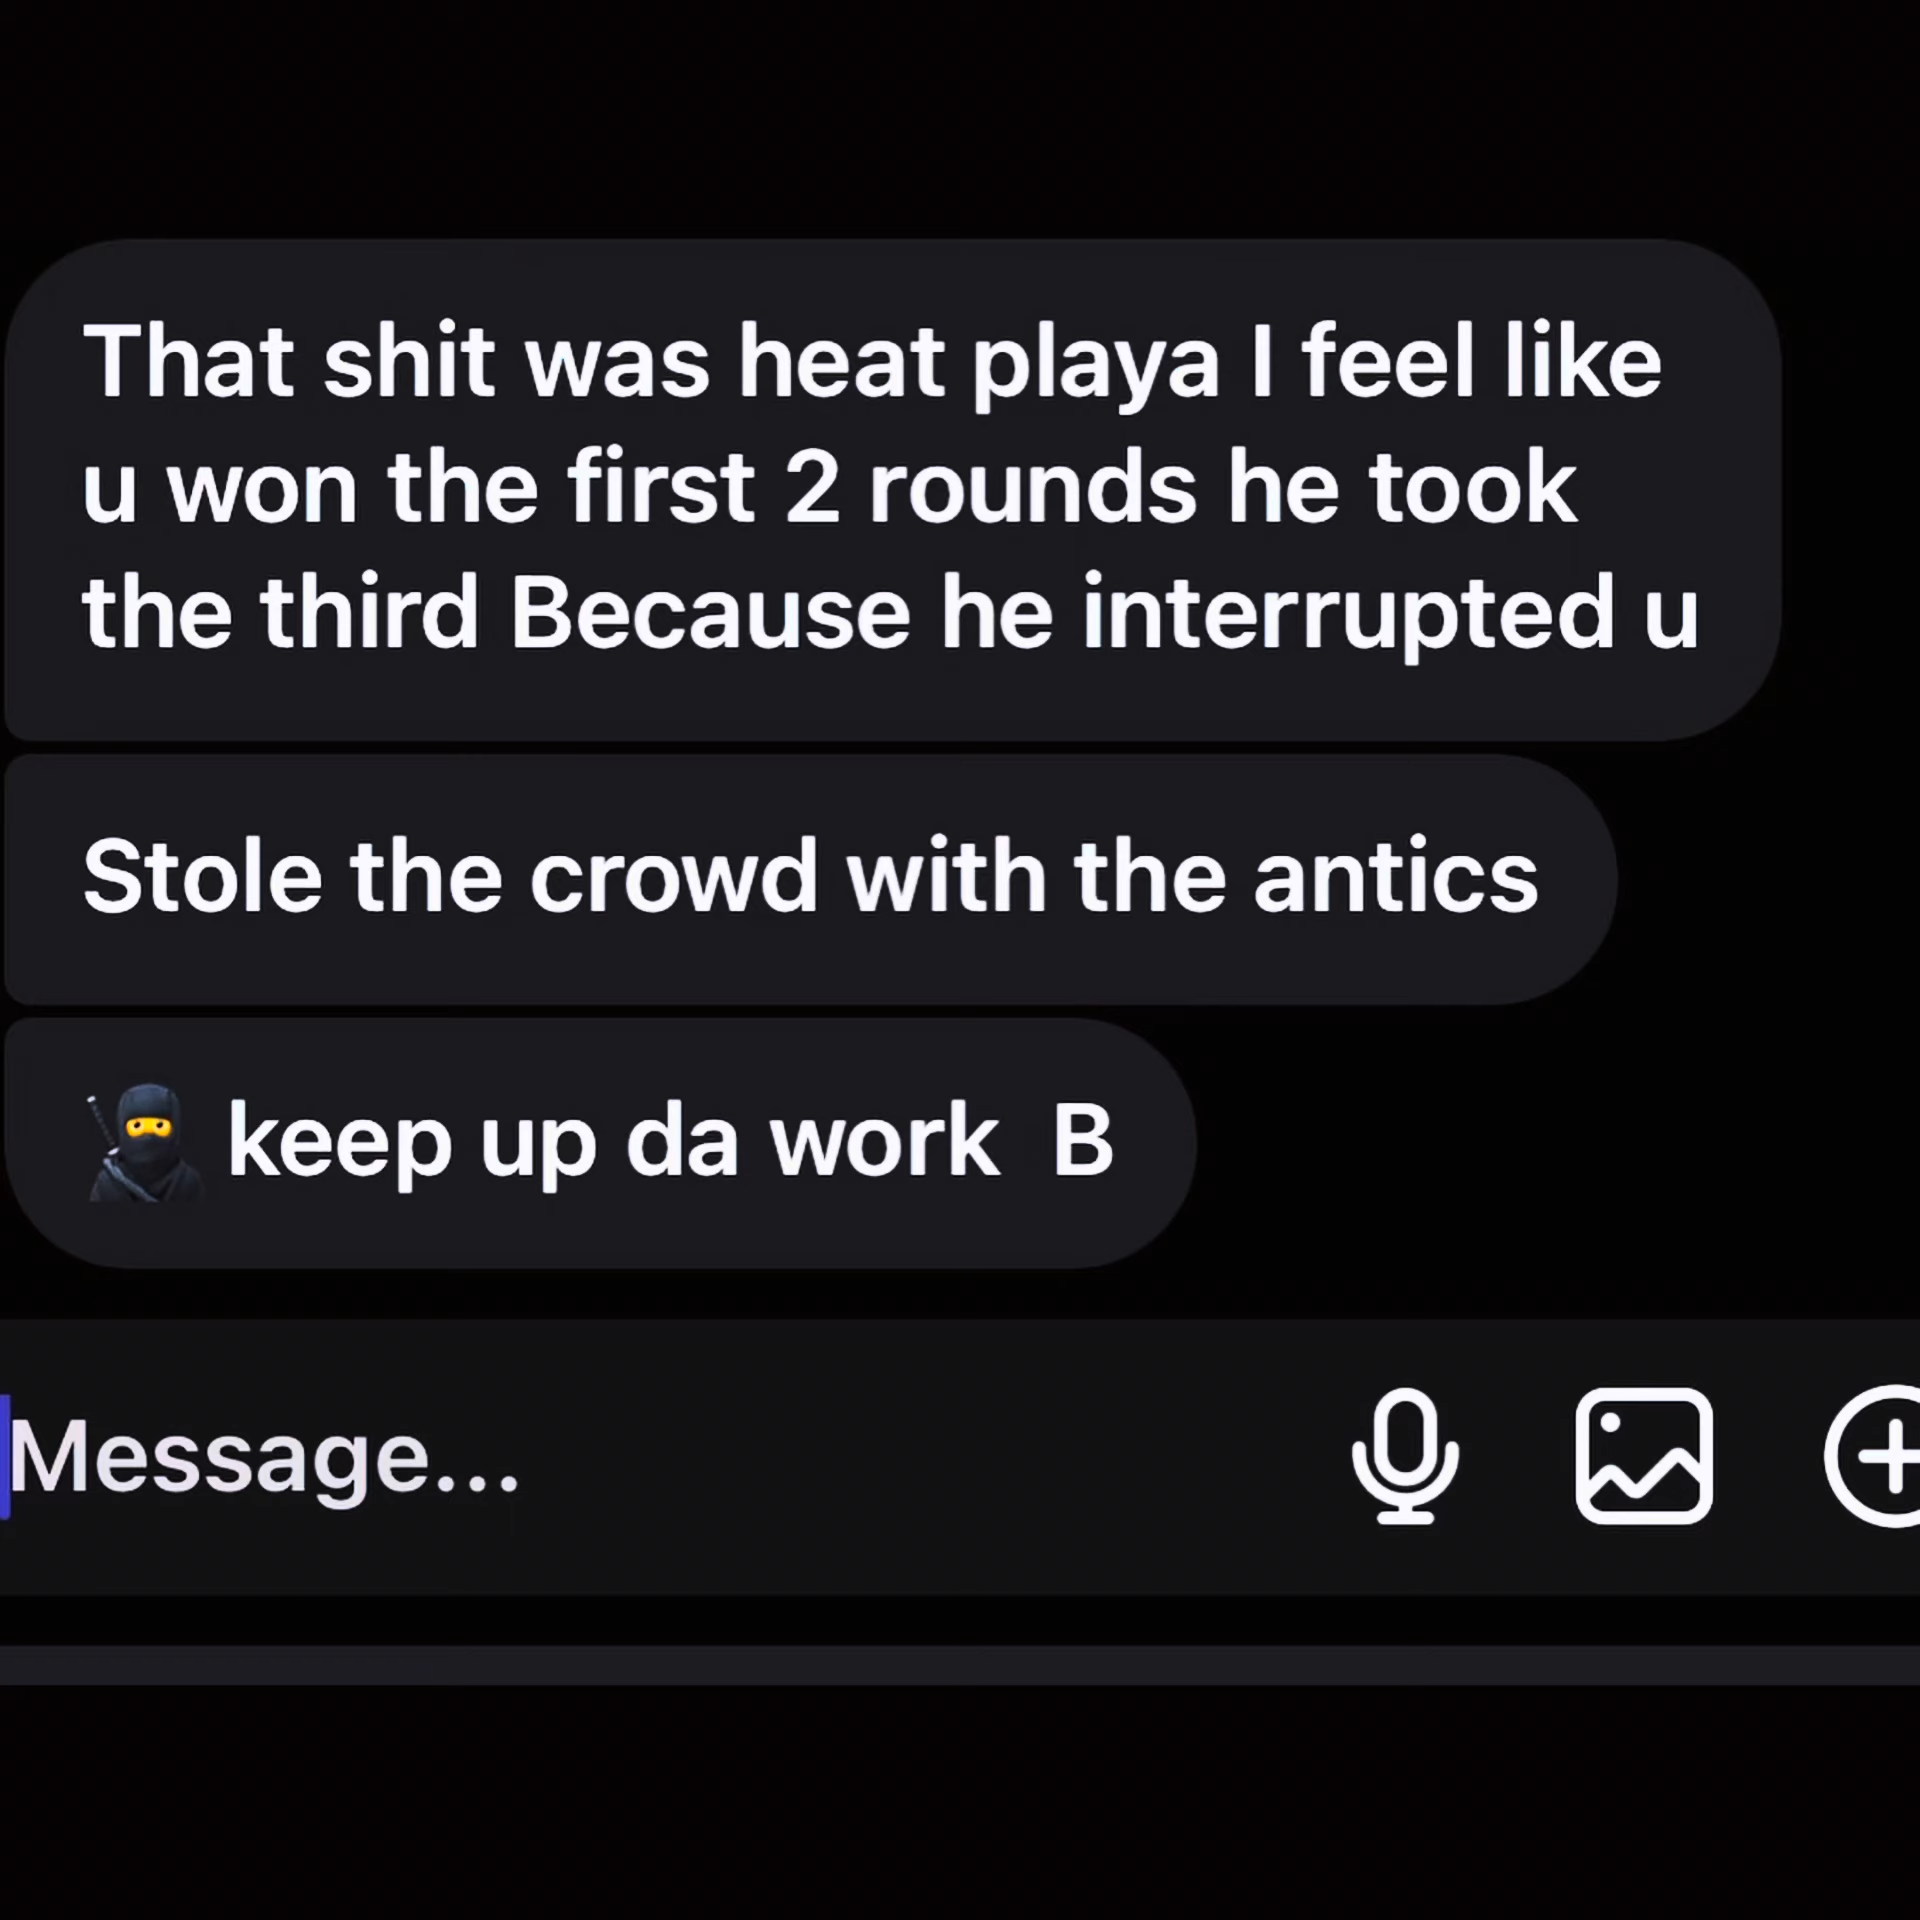 That shit was heat playa I feel like
u won the first 2 rounds he took
the third Because he interrupted u
Stole the crowd with the antics
🥷 keep up da work  B
Message...